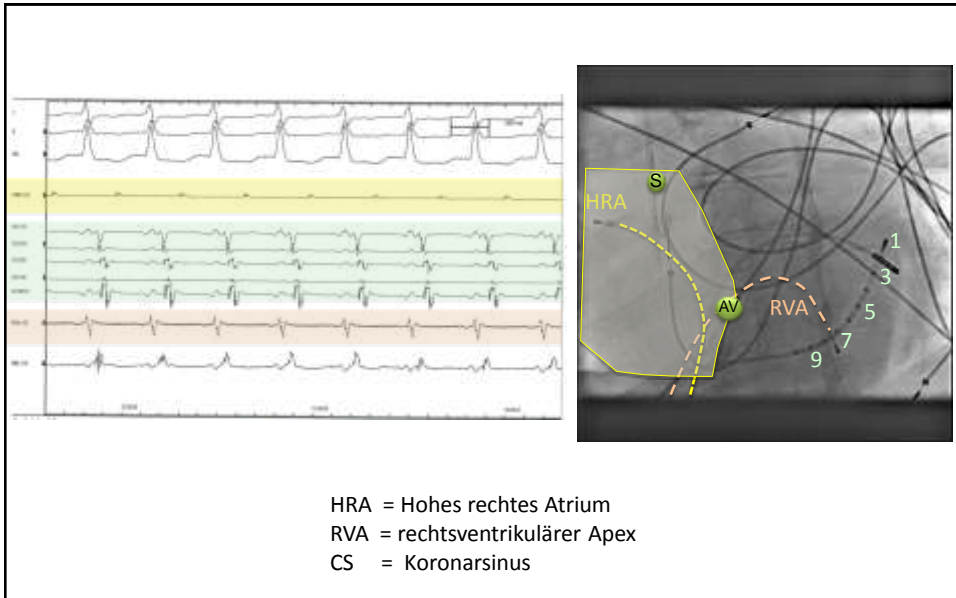 S
HRA
1
3
AV
RVA
5
7
9
HRA = Hohes rechtes Atrium
RVA = rechtsventrikulärer Apex
CS = Koronarsinus